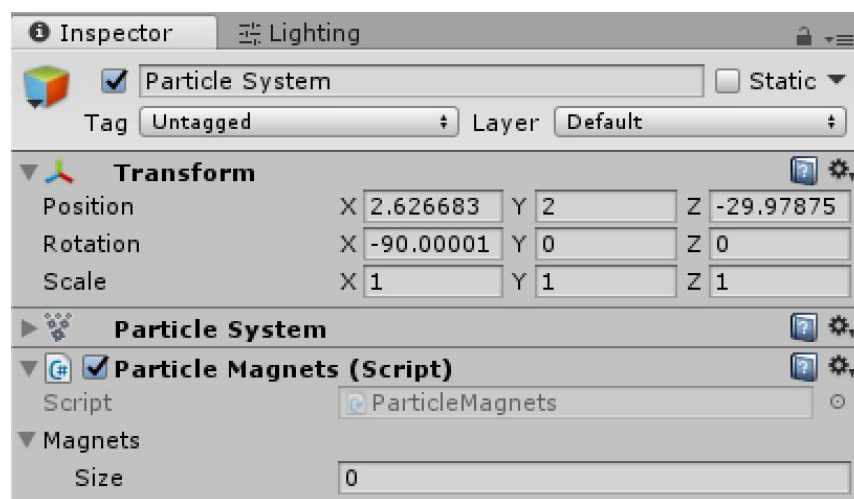 Inspector Lighting
Particle System Static
Tag Untagged Layer Default
Transform
Position X 2.626683 Y 2 Z -29.97875
Rotation X -90.00001 Y 0 Z 0
Scale X 1 Y 1 Z 1
Particle System
C# Particle Magnets (Script)
Script ParticleMagnets
Magnets
Size 0